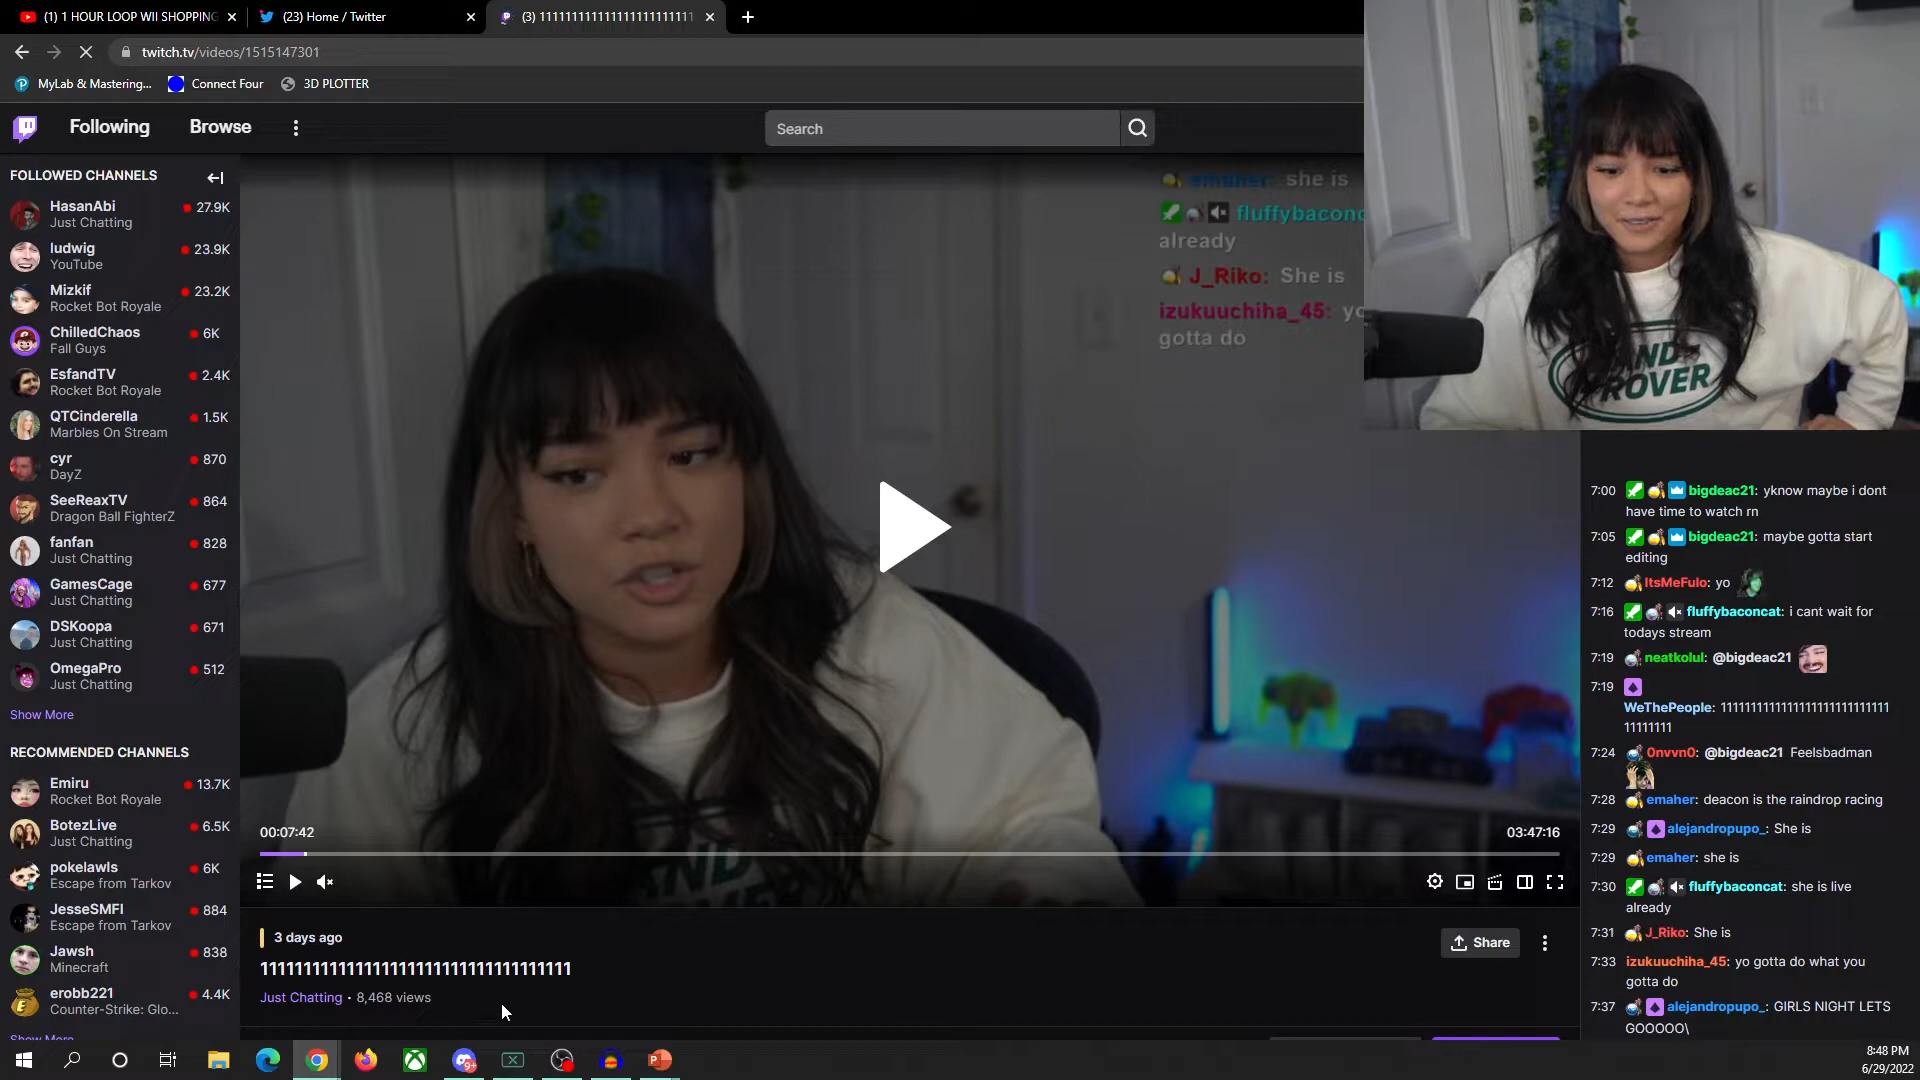 (1) 1 HOUR LOOP WII SHOPPING
(23) Home / Twitter
(3) 1111111111111111111111111
twitch.tv/videos/1515147301
MyLab & Mastering...
Connect Four
3D PLOTTER
Following
Browse
Search
FOLLOWED CHANNELS
HasanAbi
27.9K
Just Chatting
ludwig
23.9K
YouTube
Mizkif
23.2K
Rocket Bot Royale
ChilledChaos
6K
Fall Guys
EsfandTV
2.4K
Rocket Bot Royale
QTCinderella
1.5K
Marbles On Stream
cyr
870
DayZ
SeeReaxTV
864
Dragon Ball FighterZ
fanfan
828
Just Chatting
GamesCage
677
Just Chatting
DSKoopa
671
Just Chatting
OmegaPro
512
Just Chatting
Show More
RECOMMENDED CHANNELS
Emiru
13.7K
Rocket Bot Royale
BotezLive
6.5K
Just Chatting
pokelawls
6K
Escape from Tarkov
JesseSMFI
884
Escape from Tarkov
Jawsh
838
Minecraft
erobb221
4.4K
Counter-Strike: Glo...
Show More
emaher: she is
fluffybaconc
already
J_Riko: She is
izukuuchiha_45: yo
gotta do
AND
ROVER
00:07:42
03:47:16
AND
3 days ago
111111111111111111111111111111111111
Just Chatting • 8,468 views
Share
7:00 bigdeac21: yknow maybe i dont
have time to watch rn
7:05 bigdeac21: maybe gotta start
editing
7:12 ItsMeFulo: yo
7:16 fluffybaconcat: i cant wait for
todays stream
7:19 neatkolul: @bigdeac21
7:19
WeThePeople: 1111111111111111111111111111
11111111
7:24 0nvvn0: @bigdeac21 Feelsbadman
7:28 emaher: deacon is the raindrop racing
7:29 alejandropupo_: She is
7:29 emaher: she is
7:30 fluffybaconcat: she is live
already
7:31 J_Riko: She is
7:33 izukuuchiha_45: yo gotta do what you
gotta do
7:37 alejandropupo_: GIRLS NIGHT LETS
GOOOOO\
9+
8:48 PM
6/29/2022